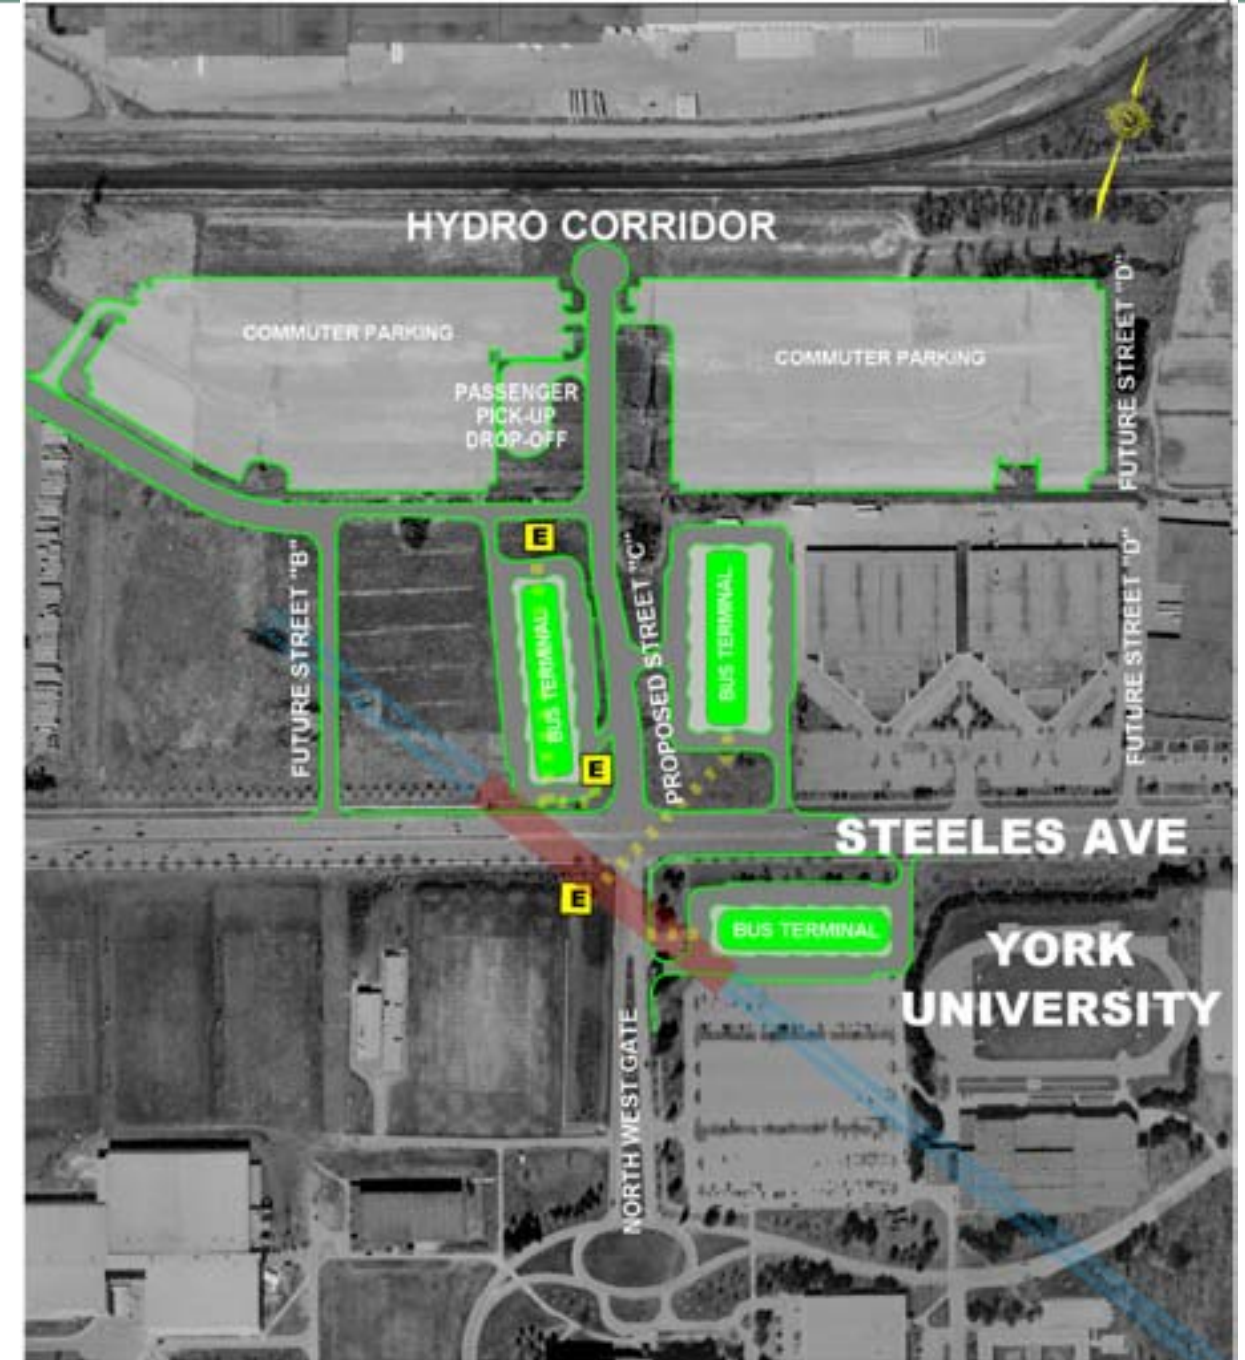 HYDRO CORRIDOR
COMMUTER PARKING
COMMUTER PARKING
PASSENGER
PICK-UP
DROP-OFF
FUTURE STREET "D"
E
FUTURE STREET "B"
BUS TERMINAL
PROPOSED STREET "C"
BUS TERMINAL
FUTURE STREET "D"
E
STEELES AVE
E
BUS TERMINAL
YORK
UNIVERSITY
NORTH WEST GATE